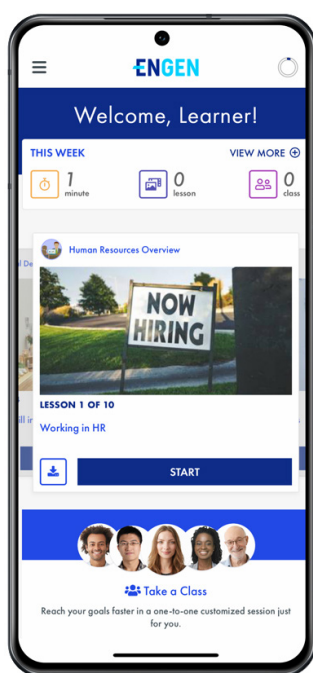 ENGEN
Welcome, Learner!
THIS WEEK
VIEW MORE
1
minute
0
lesson
0
class
Human Resources Overview
NOW
HIRING
LESSON 1 OF 10
Working in HR
START
Take a Class
Reach your goals faster in a one-to-one customized session just
for you.